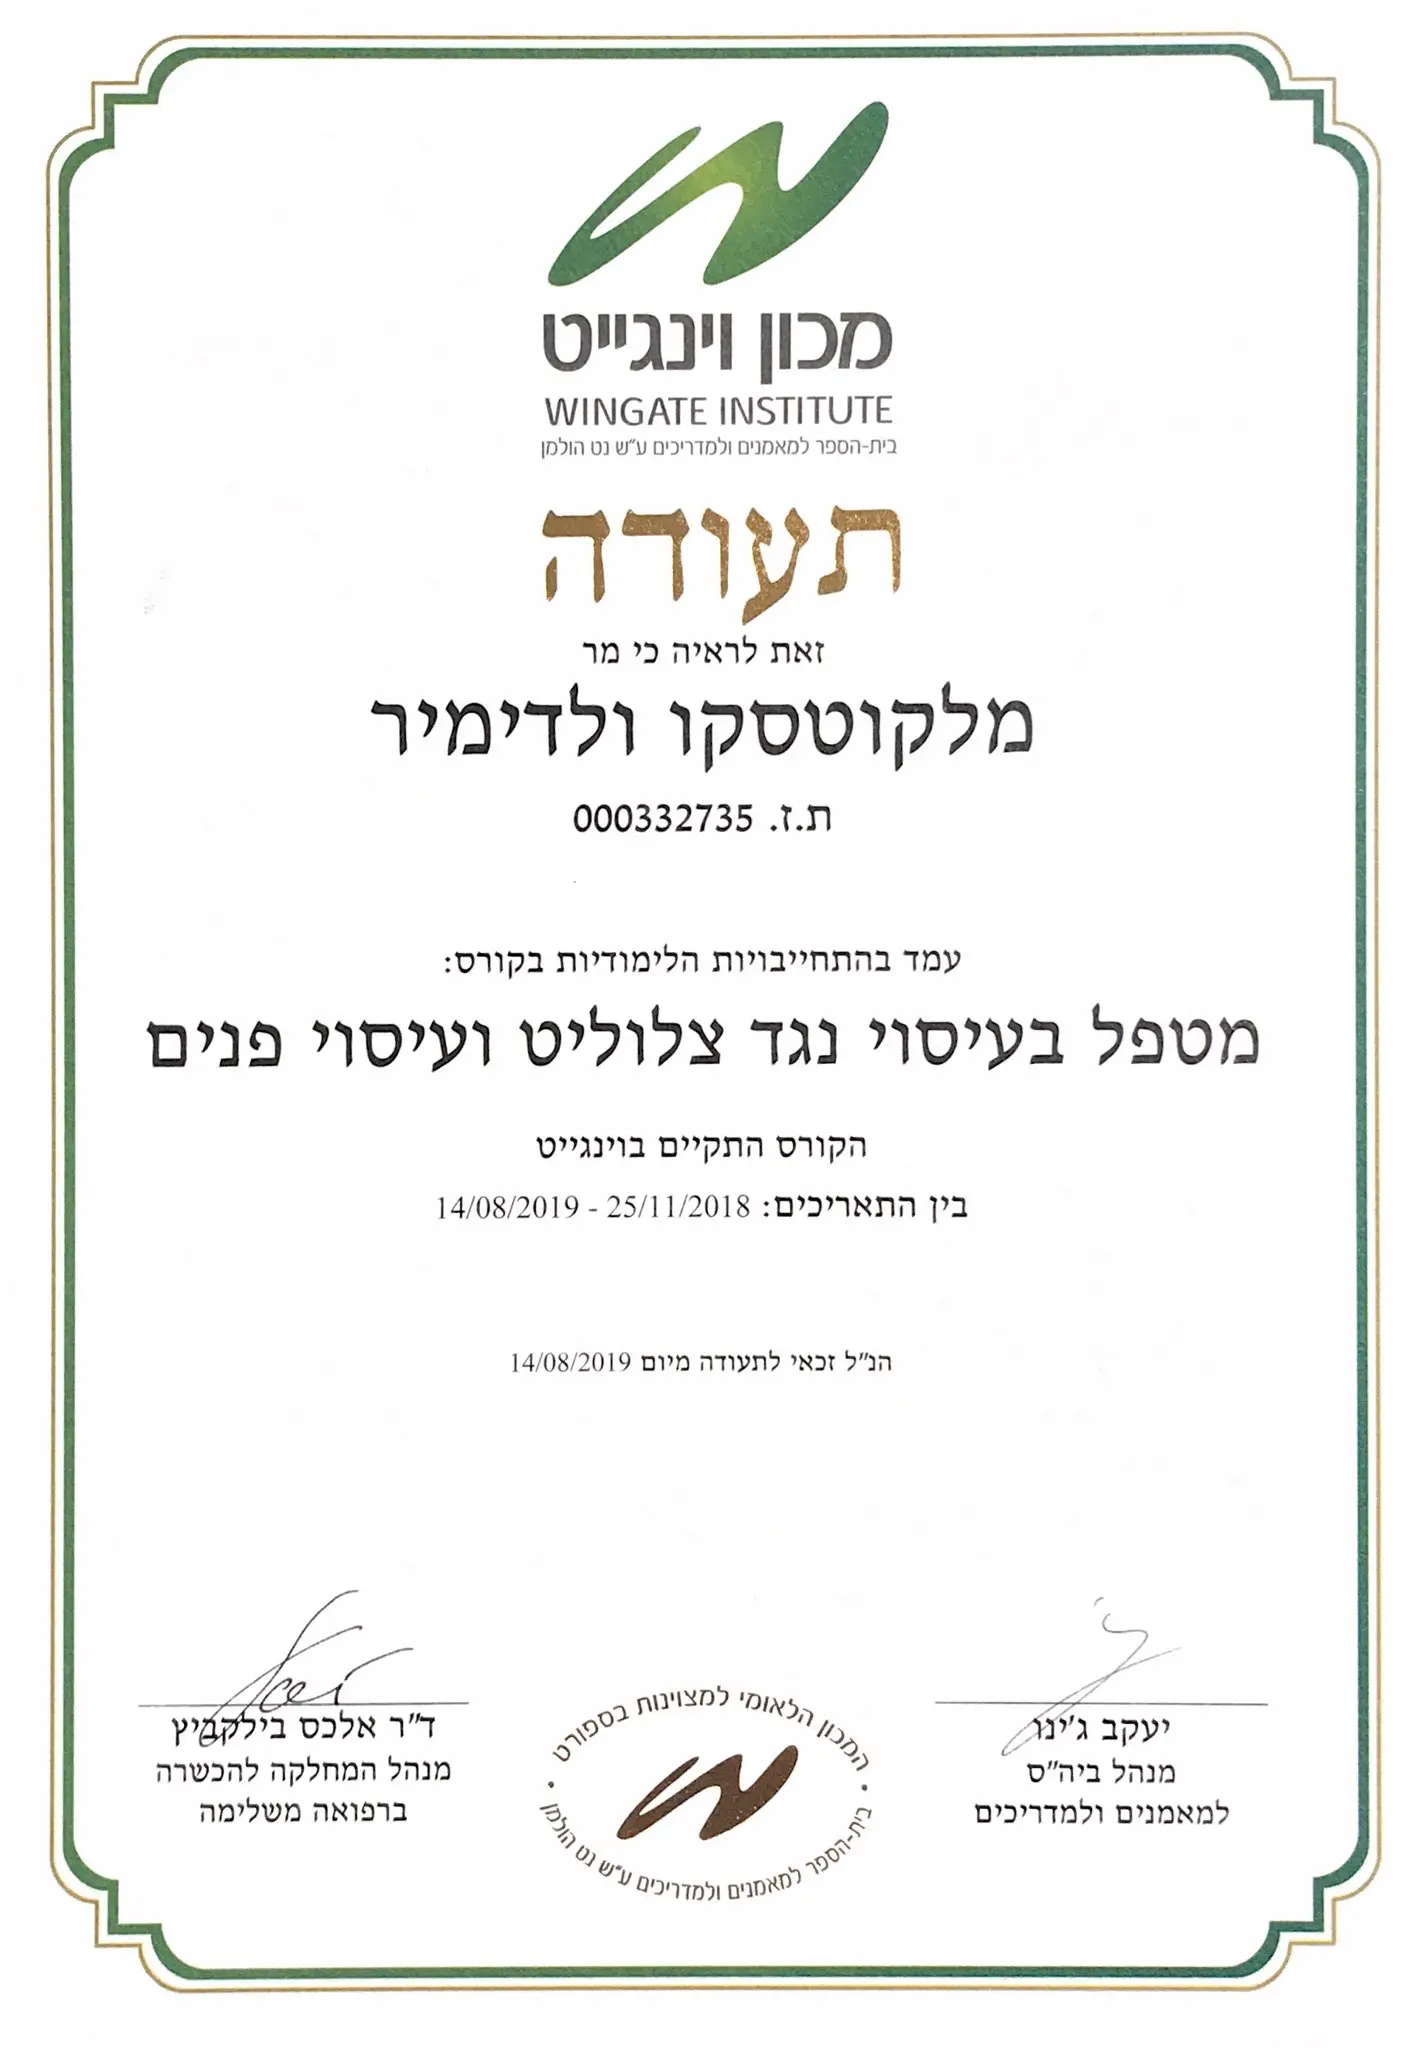 מכון וינגייט
WINGATE INSTITUTE
בית-הספר למאמנים ולמדריכים ע"ש נט הולמן
תעודה
זאת לראיה כי מר
מלקוטסקו ולדימיר
ת.ז. 000332735
עמד בהתחייבויות הלימודיות בקורס:
מטפל בעיסוי נגד צלוליט ועיסוי פנים
הקורס התקיים בוינגייט
בין התאריכים: 25/11/2018 - 14/08/2019
הנ"ל זכאי לתעודה מיום 14/08/2019
יעקב ג'ינו
מנהל ביה"ס
למאמנים ולמדריכים
המכון הלאומי למצוינות בספורט
בית-הספר למאמנים ולמדריכים ע"ש נט הולמן
ד"ר אלכס בילקביץ
מנהל המחלקה להכשרה
ברפואה משלימה